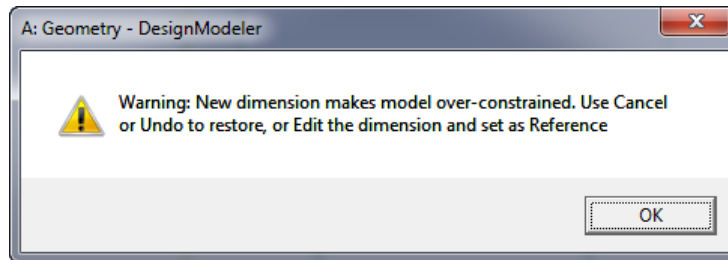 A: Geometry - DesignModeler
Warning: New dimension makes model over-constrained. Use Cancel
or Undo to restore, or Edit the dimension and set as Reference
OK